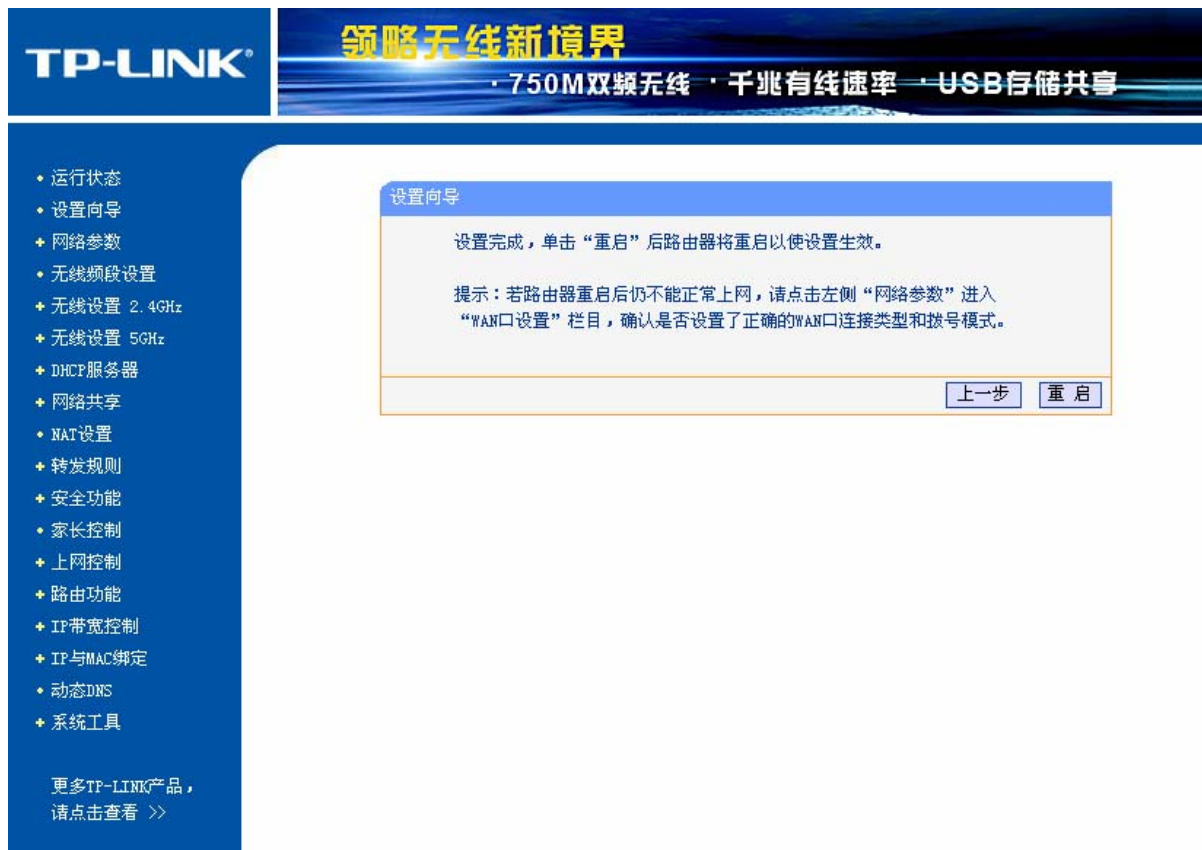 TP-LINK®
领略无线新境界
·750M双频无线 ·千兆有线速率 ·USB存储共享
运行状态
设置向导
网络参数
无线频段设置
无线设置 2.4GHz
无线设置 5GHz
DHCP服务器
网络共享
NAT设置
转发规则
安全功能
家长控制
上网控制
路由功能
IP带宽控制
IP与MAC绑定
动态DNS
系统工具
更多TP-LINK产品，
请点击查看 >>
设置向导
设置完成，单击“重启”后路由器将重启以使设置生效。
提示：若路由器重启后仍不能正常上网，请点击左侧“网络参数”进入
“WAN口设置”栏目，确认是否设置了正确的WAN口连接类型和拨号模式。
上一步 重 启